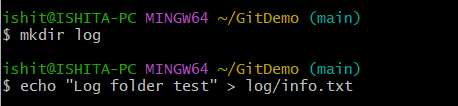 ishit@ISHITA-PC MINGW64 ~/GitDemo (main)
$ mkdir log
ishit@ISHITA-PC MINGW64 ~/GitDemo (main)
$ echo "Log folder test" > log/info.txt